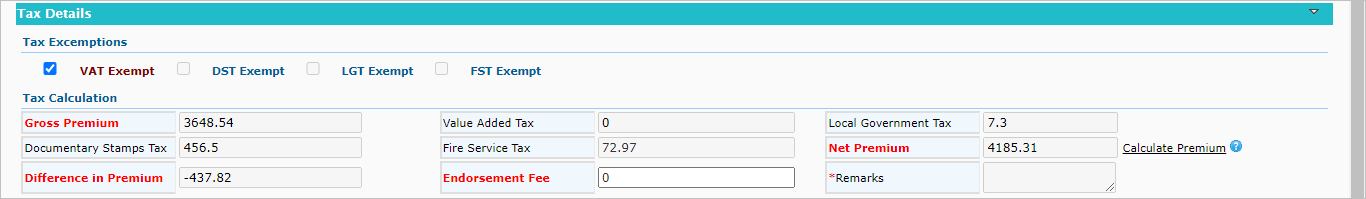 Tax Details
Tax Excemptions
VAT Exempt DST Exempt LGT Exempt FST Exempt
Tax Calculation
Gross Premium 3648.54 Value Added Tax 0 Local Government Tax 7.3
Documentary Stamps Tax 456.5 Fire Service Tax 72.97 Net Premium 4185.31 Calculate Premium ?
Difference in Premium -437.82 Endorsement Fee 0 *Remarks